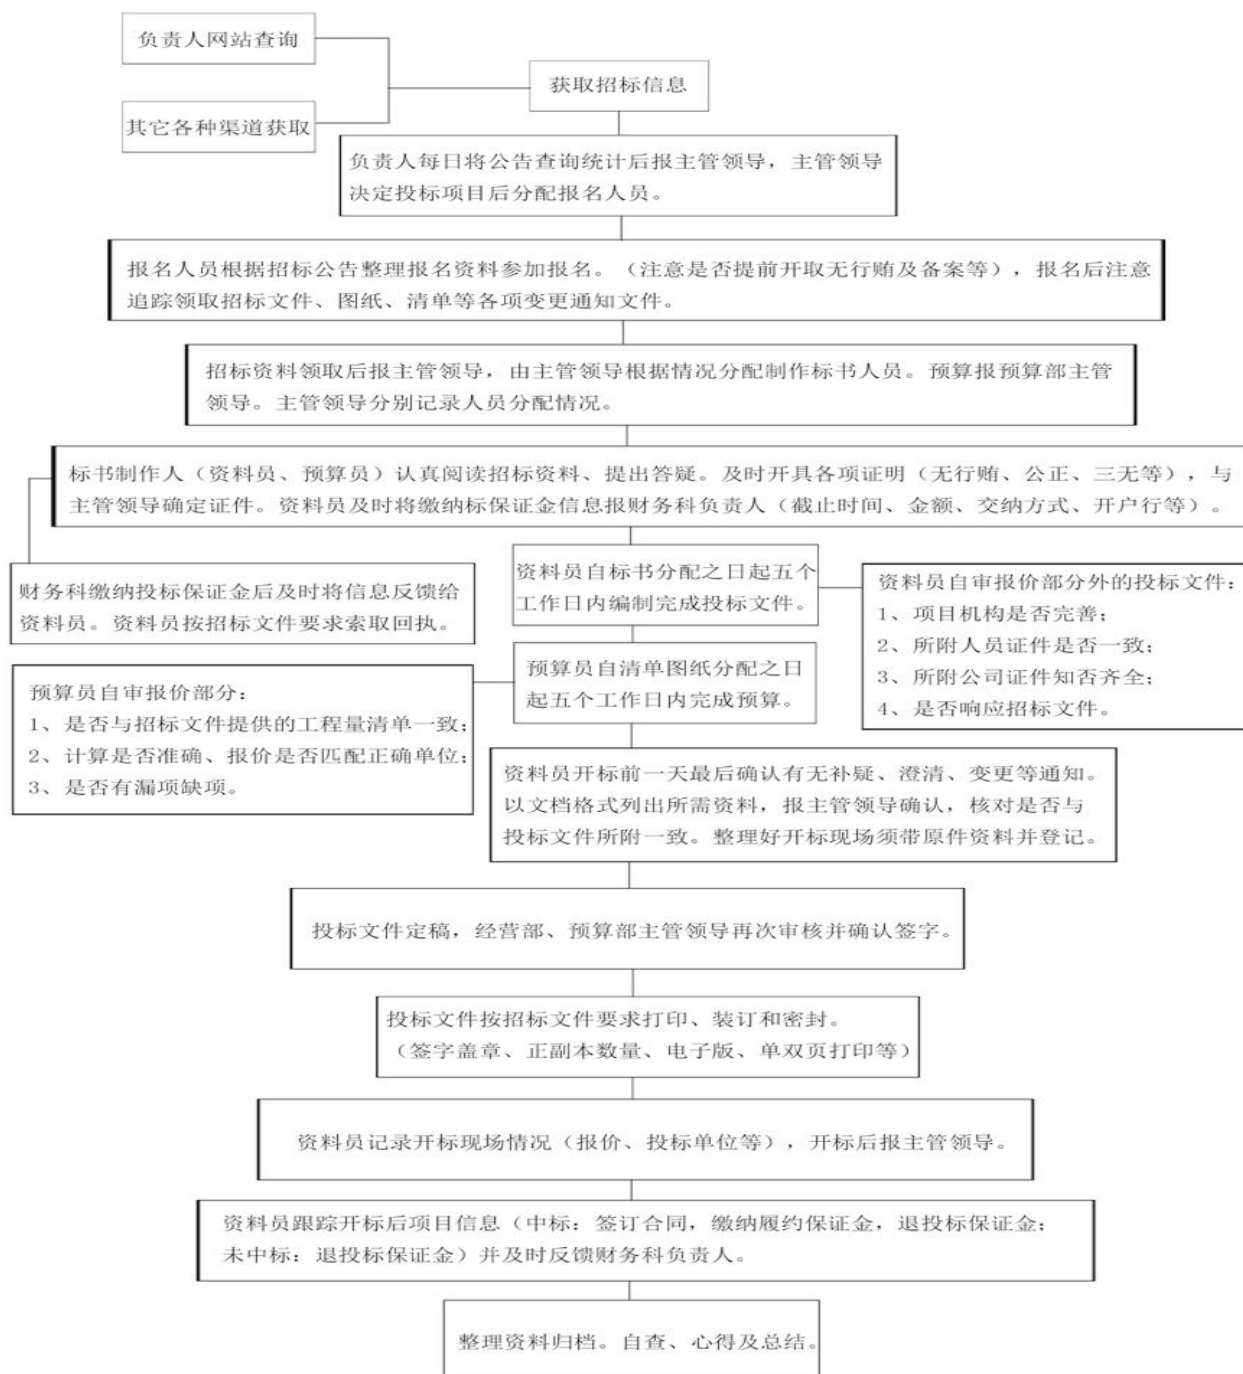 负责人网站查询
获取招标信息
其它各种渠道获取
负责人每日将公告查询统计后报主管领导，主管领导
决定投标项目后分配报名人员。
报名人员根据招标公告整理报名资料参加报名。（注意是否提前开取无行贿及备案等），报名后注意
追踪领取招标文件、图纸、清单等各项变更通知文件。
招标资料领取后报主管领导，由主管领导根据情况分配制作标书人员。预算报预算部主管
领导。主管领导分别记录人员分配情况。
标书制作人（资料员、预算员）认真阅读招标资料、提出答疑。及时开具各项证明（无行贿、公正、三无等），与
主管领导确定证件。资料员及时将缴纳标保证金信息报财务科负责人（截止时间、金额、交纳方式、开户行等）。
财务科缴纳投标保证金后及时将信息反馈给
资料员。资料员按招标文件要求索取回执。
资料员自标书分配之日起五个
工作日内编制完成投标文件。
资料员自审报价部分外的投标文件：
1、项目机构是否完善；
2、所附人员证件是否一致；
3、所附公司证件知否齐全；
4、是否响应招标文件。
预算员自清单图纸分配之日
起五个工作日内完成预算。
预算员自审报价部分：
1、是否与招标文件提供的工程量清单一致；
2、计算是否准确、报价是否匹配正确单位；
3、是否有漏项缺项。
资料员开标前一天最后确认有无补疑、澄清、变更等通知。
以文档格式列出所需资料，报主管领导确认，核对是否与
投标文件所附一致。整理好开标现场须带原件资料并登记。
投标文件定稿，经营部、预算部主管领导再次审核并确认签字。
投标文件按招标文件要求打印、装订和密封。
（签字盖章、正副本数量、电子版、单双页打印等）
资料员记录开标现场情况（报价、投标单位等），开标后报主管领导。
资料员跟踪开标后项目信息（中标：签订合同，缴纳履约保证金，退投标保证金；
未中标：退投标保证金）并及时反馈财务科负责人。
整理资料归档。自查、心得及总结。